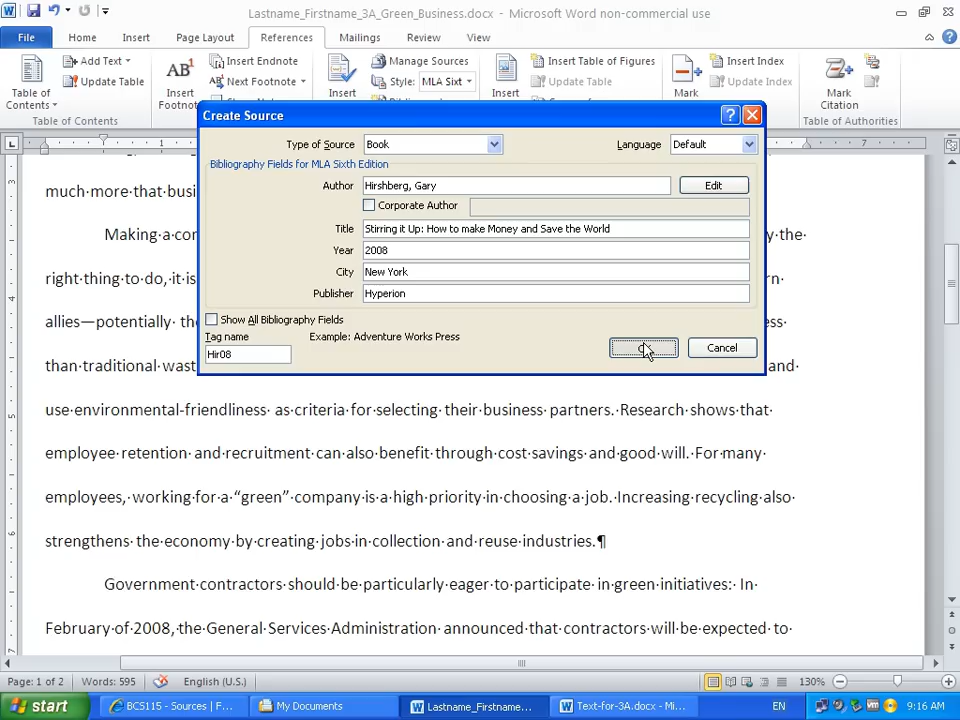 Lastname_Firstname_3A_Green_Business.docx - Microsoft Word non-commercial use
File Home Insert Page Layout References Mailings Review View
Add Text
Update Table
Table of
Contents
Table of Contents
AB
Insert
Insert Endnote
Next Footnote
Insert
Manage Sources
Style: MLA Sixt
Insert
Insert Table of Figures
Update Table
Mark
Insert Index
Update Index
Mark
Citation
Table of Authorities
Create Source
Type of Source Book
Language Default
Bibliography Fields for MLA Sixth Edition
Author Hirshberg, Gary Edit
Corporate Author
Title Stirring it Up: How to make Money and Save the World
Year 2008
City New York
Publisher Hyperion
Show All Bibliography Fields
Tag name Example: Adventure Works Press
Hir08
Cancel
much·more·that·busi
Making·a·co
y·the·
right·thing·to·do,·it·is
allies—potentially·
than·traditional·wast
and·
use·environmental-friendliness·as·criteria·for·selecting·their·business·partners.·Research·shows·that·
employee·retention·and·recruitment·can·also·benefit·through·cost·savings·and·good·will.·For·many·
employees,·working·for·a·“green”·company·is·a·high·priority·in·choosing·a·job.·Increasing·recycling·also·
strengthens·the·economy·by·creating·jobs·in·collection·and·reuse·industries.¶
Government·contractors·should·be·particularly·eager·to·participate·in·green·initiatives:·In·
February·of·2008,·the·General·Services·Administration·announced·that·contractors·will·be·expected·to·
Page: 1 of 2 Words: 595 English (U.S.) 130%
start BCS115 - Sources | F... My Documents Lastname_Firstname... Text-for-3A.docx - Mi... EN 9:16 AM